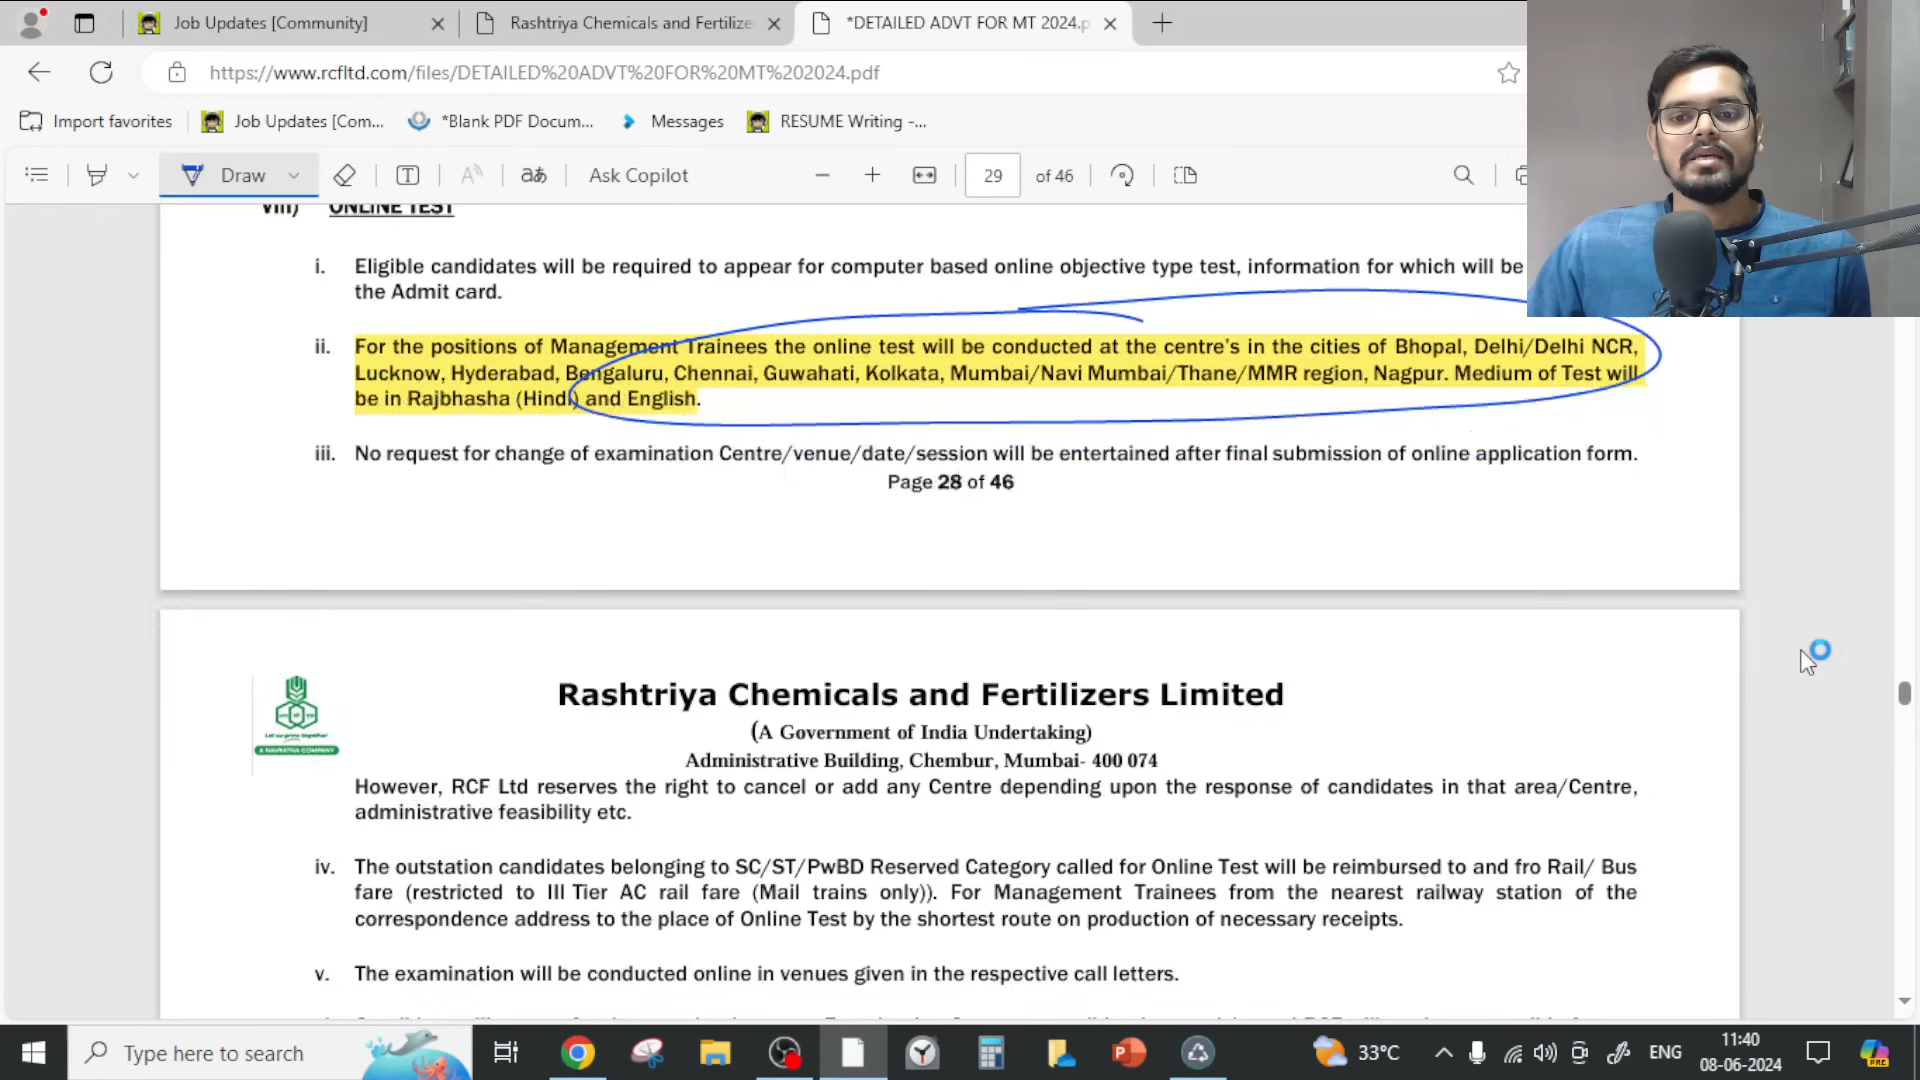 Job Updates [Community]
Rashtriya Chemicals and Fertilize
*DETAILED ADVT FOR MT 2024.p
https://www.rcfltd.com/files/DETAILED%20ADVT%20FOR%20MT%202024.pdf
Import favorites
Job Updates [Com...
*Blank PDF Docum...
Messages
RESUME Writing -...
Draw
Ask Copilot
29 of 46
viii) ONLINE TEST
i. Eligible candidates will be required to appear for computer based online objective type test, information for which will be
the Admit card.
ii. For the positions of Management Trainees the online test will be conducted at the centre's in the cities of Bhopal, Delhi/Delhi NCR,
Lucknow, Hyderabad, Bengaluru, Chennai, Guwahati, Kolkata, Mumbai/Navi Mumbai/Thane/MMR region, Nagpur. Medium of Test will
be in Rajbhasha (Hindi) and English.
iii. No request for change of examination Centre/venue/date/session will be entertained after final submission of online application form.
Page 28 of 46
Rashtriya Chemicals and Fertilizers Limited
(A Government of India Undertaking)
Administrative Building, Chembur, Mumbai- 400 074
A NAVRATNA COMPANY
However, RCF Ltd reserves the right to cancel or add any Centre depending upon the response of candidates in that area/Centre,
administrative feasibility etc.
iv. The outstation candidates belonging to SC/ST/PwBD Reserved Category called for Online Test will be reimbursed to and fro Rail/ Bus
fare (restricted to III Tier AC rail fare (Mail trains only)). For Management Trainees from the nearest railway station of the
correspondence address to the place of Online Test by the shortest route on production of necessary receipts.
v. The examination will be conducted online in venues given in the respective call letters.
Type here to search
33°C
ENG
11:40
08-06-2024